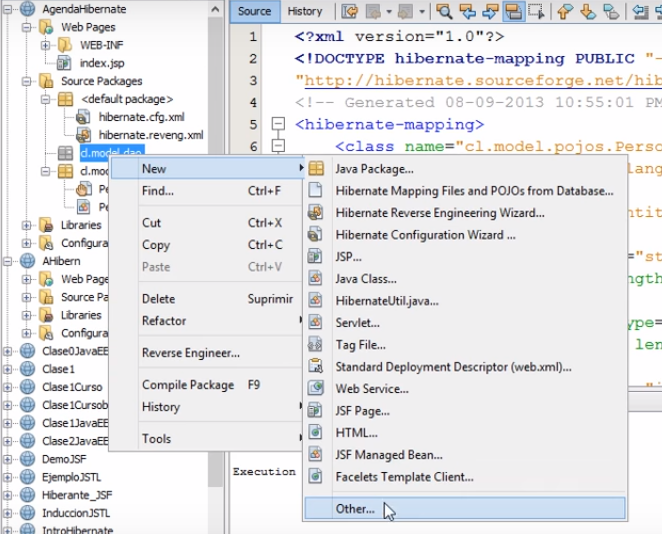 AgendaHibernate
Web Pages
WEB-INF
index.jsp
Source Packages
<default package>
hibernate.cfg.xml
hibernate.reveng.xml
cl.model.dao
cl.mod
Pe
Pe
Libraries
Configura
AHibern
Web Page
Source Pa
Libraries
Configura
Clase0JavaEE
Clase1
Clase1Curso
Clase1Cursob
Clase1JavaEE
Clase2JavaEE
DemoJSF
EjemploJSTL
Hiberante_JSF
InduccionJSTL
IntroHibernate
Source History
1 <?xml version="1.0"?>
2 <!DOCTYPE hibernate-mapping PUBLIC "-
3 "http://hibernate.sourceforge.net/hib
4 <!-- Generated 08-09-2013 10:55:01 PM
5 <hibernate-mapping>
6 <class name="cl.model.pojos.Perso
lang
ntit
="st
ngth
ype=
len
="i
Execution
New
Find... Ctrl+F
Cut Ctrl+X
Copy Ctrl+C
Paste Ctrl+V
Delete Suprimir
Refactor
Reverse Engineer...
Compile Package F9
History
Tools
Java Package...
Hibernate Mapping Files and POJOs from Database...
Hibernate Reverse Engineering Wizard...
Hibernate Configuration Wizard ...
JSP...
Java Class...
HibernateUtil.java...
Servlet...
Tag File...
Standard Deployment Descriptor (web.xml)...
Web Service...
JSF Page...
HTML...
JSF Managed Bean...
Facelets Template Client...
Other...